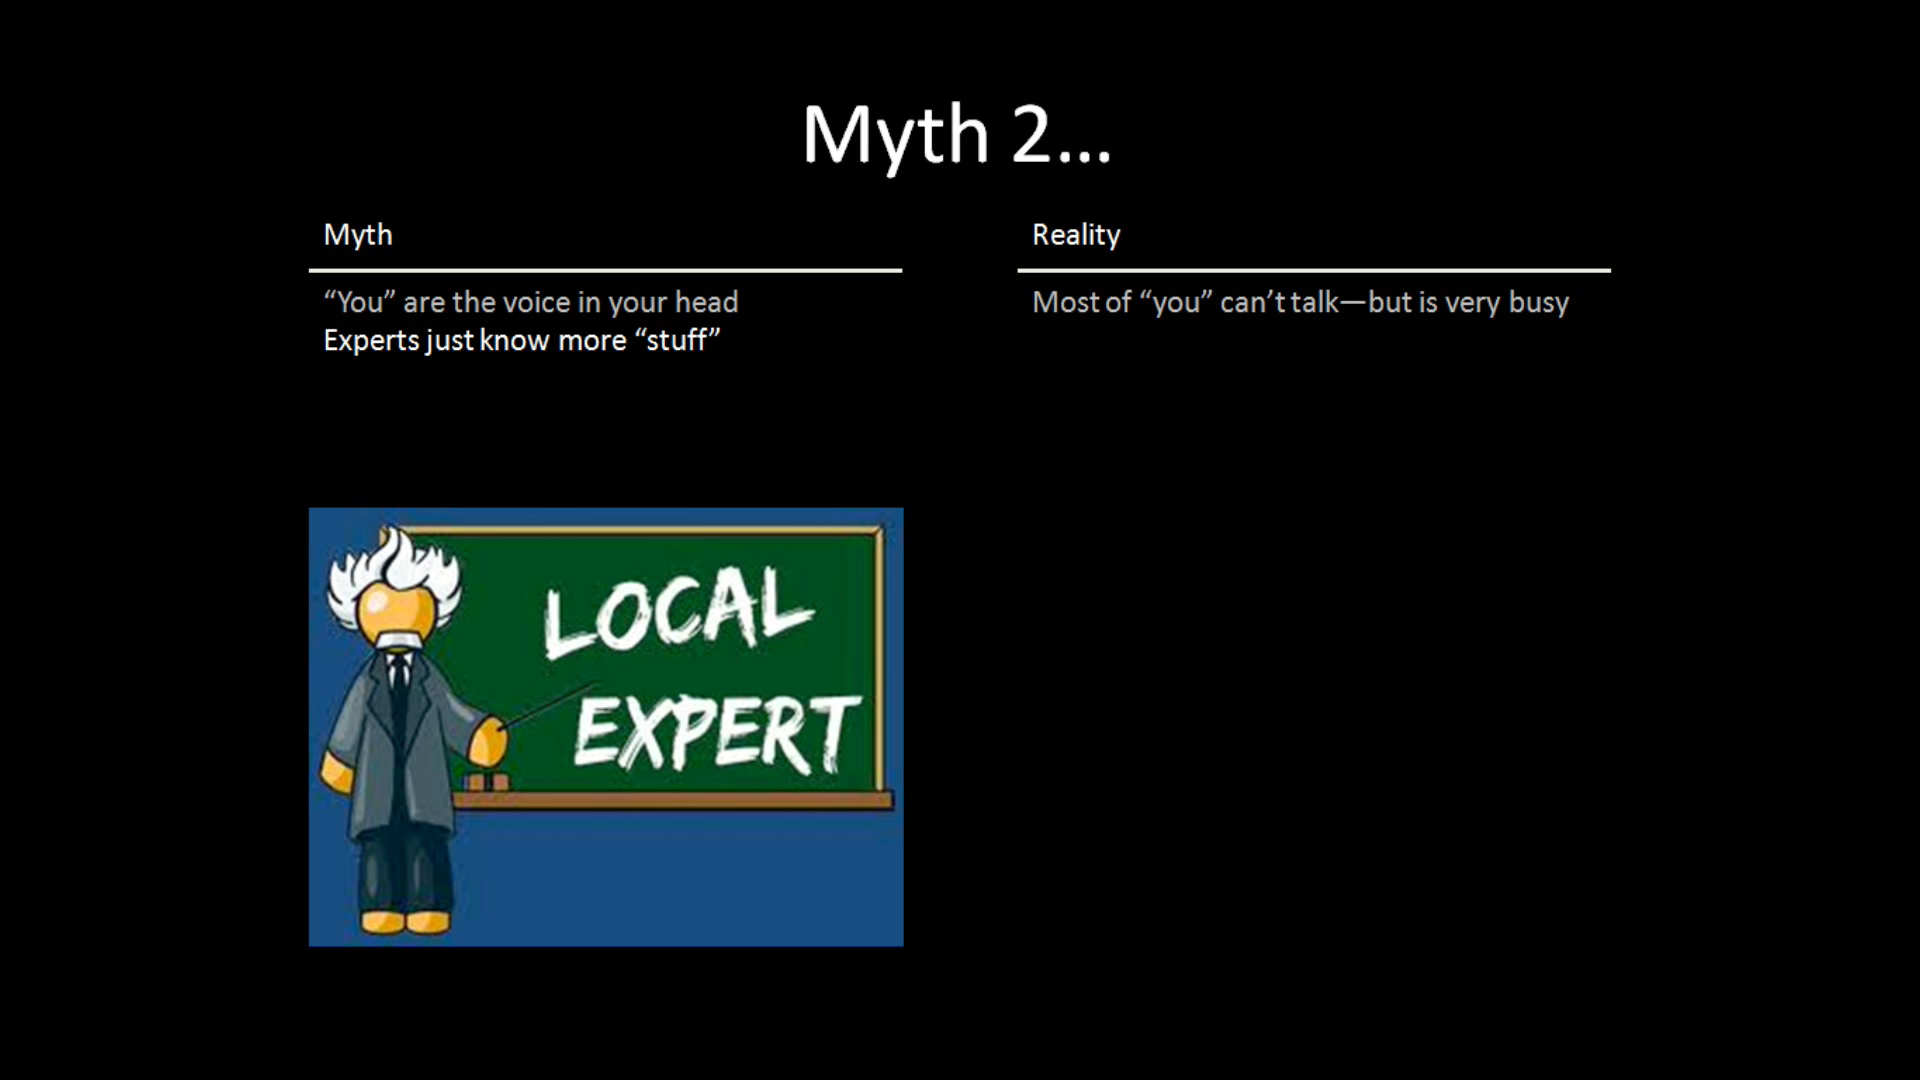 Myth 2...
Myth
Reality
“You” are the voice in your head
Experts just know more “stuff”
Most of “you” can’t talk—but is very busy
LOCAL
EXPERT